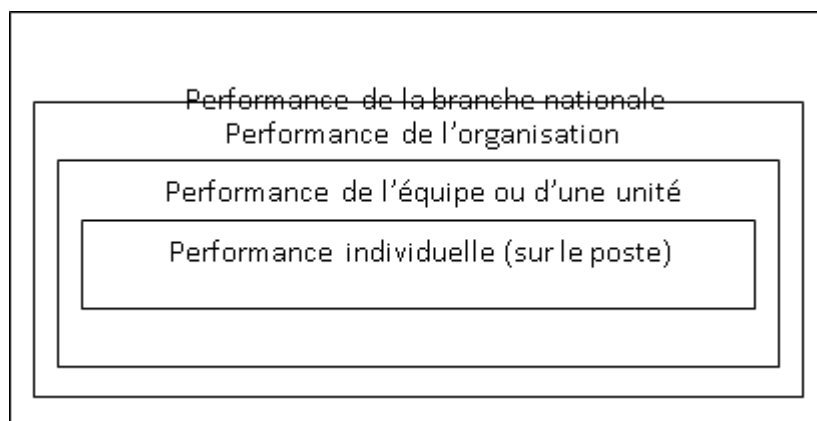 Performance de la branche nationale
Performance de l'organisation
Performance de l'équipe ou d'une unité
Performance individuelle (sur le poste)